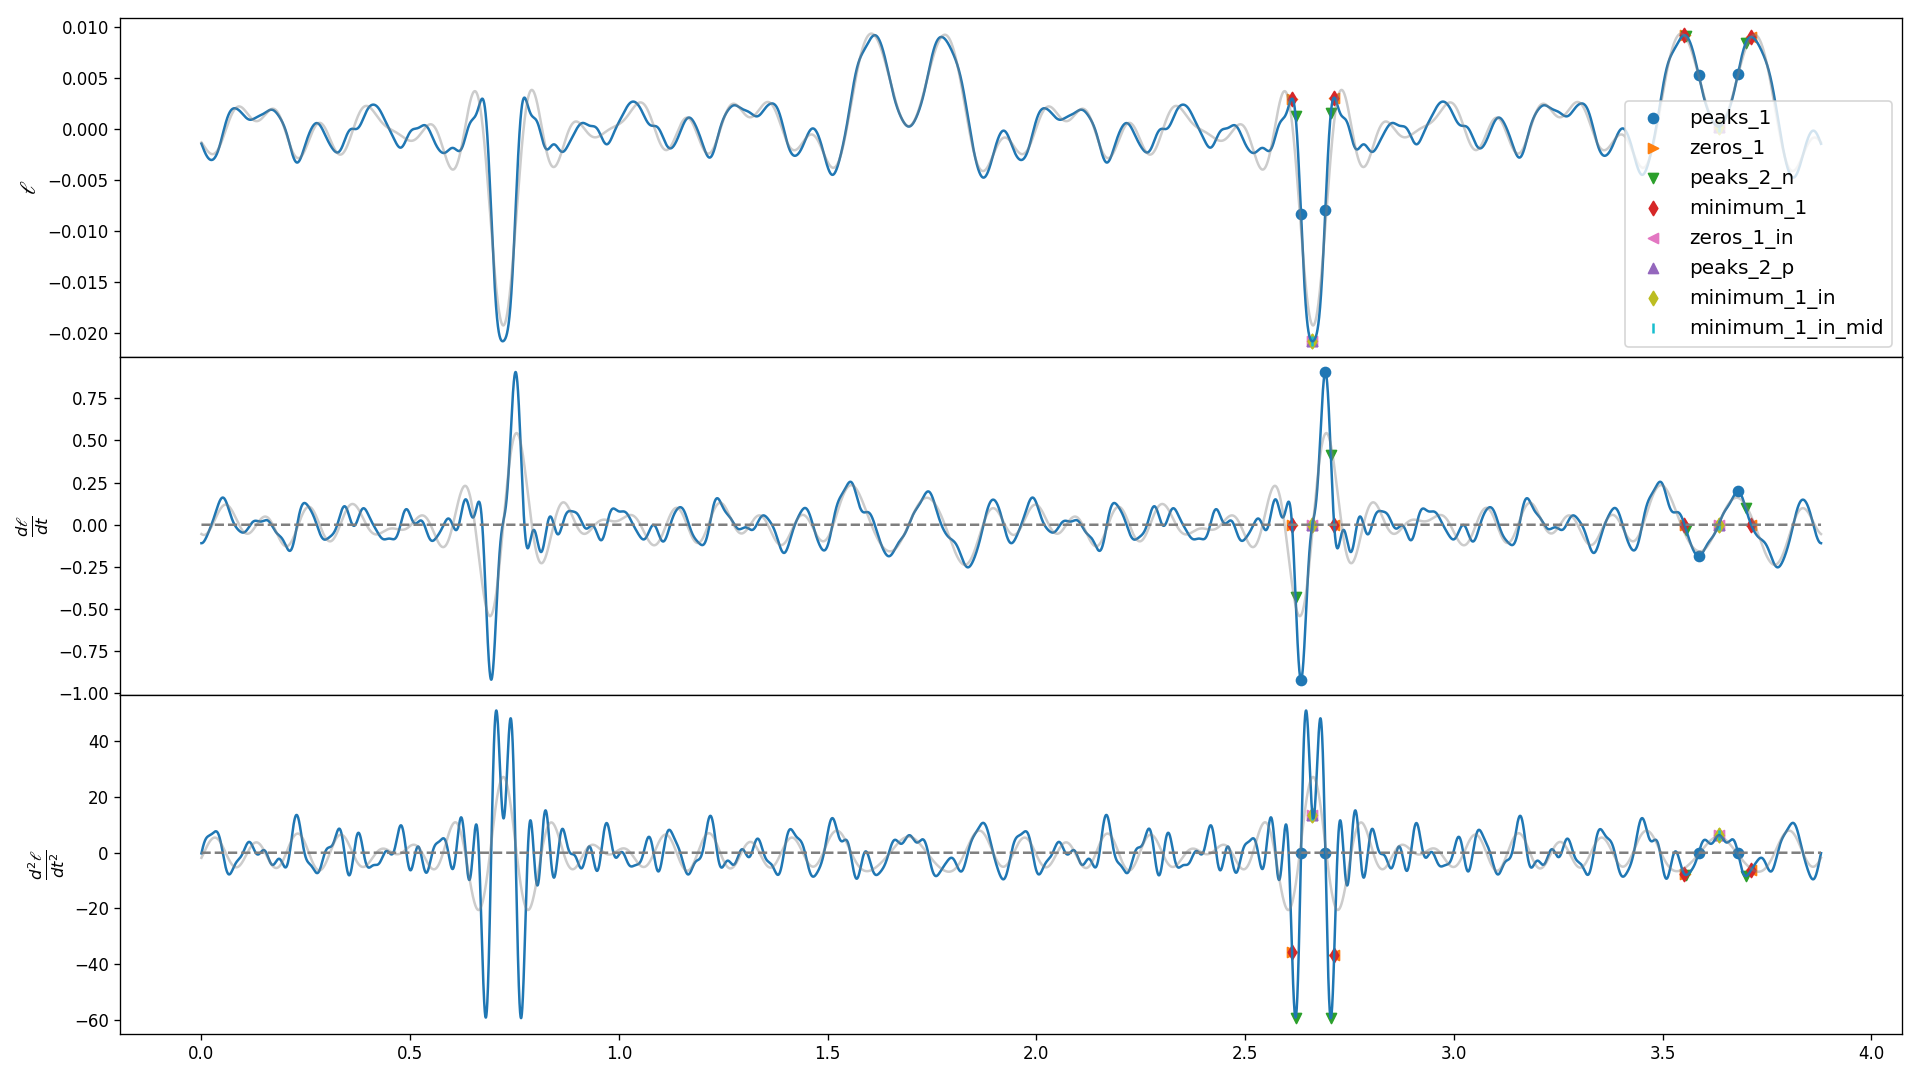 0.010
0.005
0.000
−0.005
−0.010
−0.015
−0.020
ℓ
peaks_1
zeros_1
peaks_2_n
minimum_1
zeros_1_in
peaks_2_p
minimum_1_in
minimum_1_in_mid
0.75
0.50
0.25
0.00
−0.25
−0.50
−0.75
−1.00
dℓ/dt
40
20
0
−20
−40
−60
d²ℓ/dt²
0.0 0.5 1.0 1.5 2.0 2.5 3.0 3.5 4.0